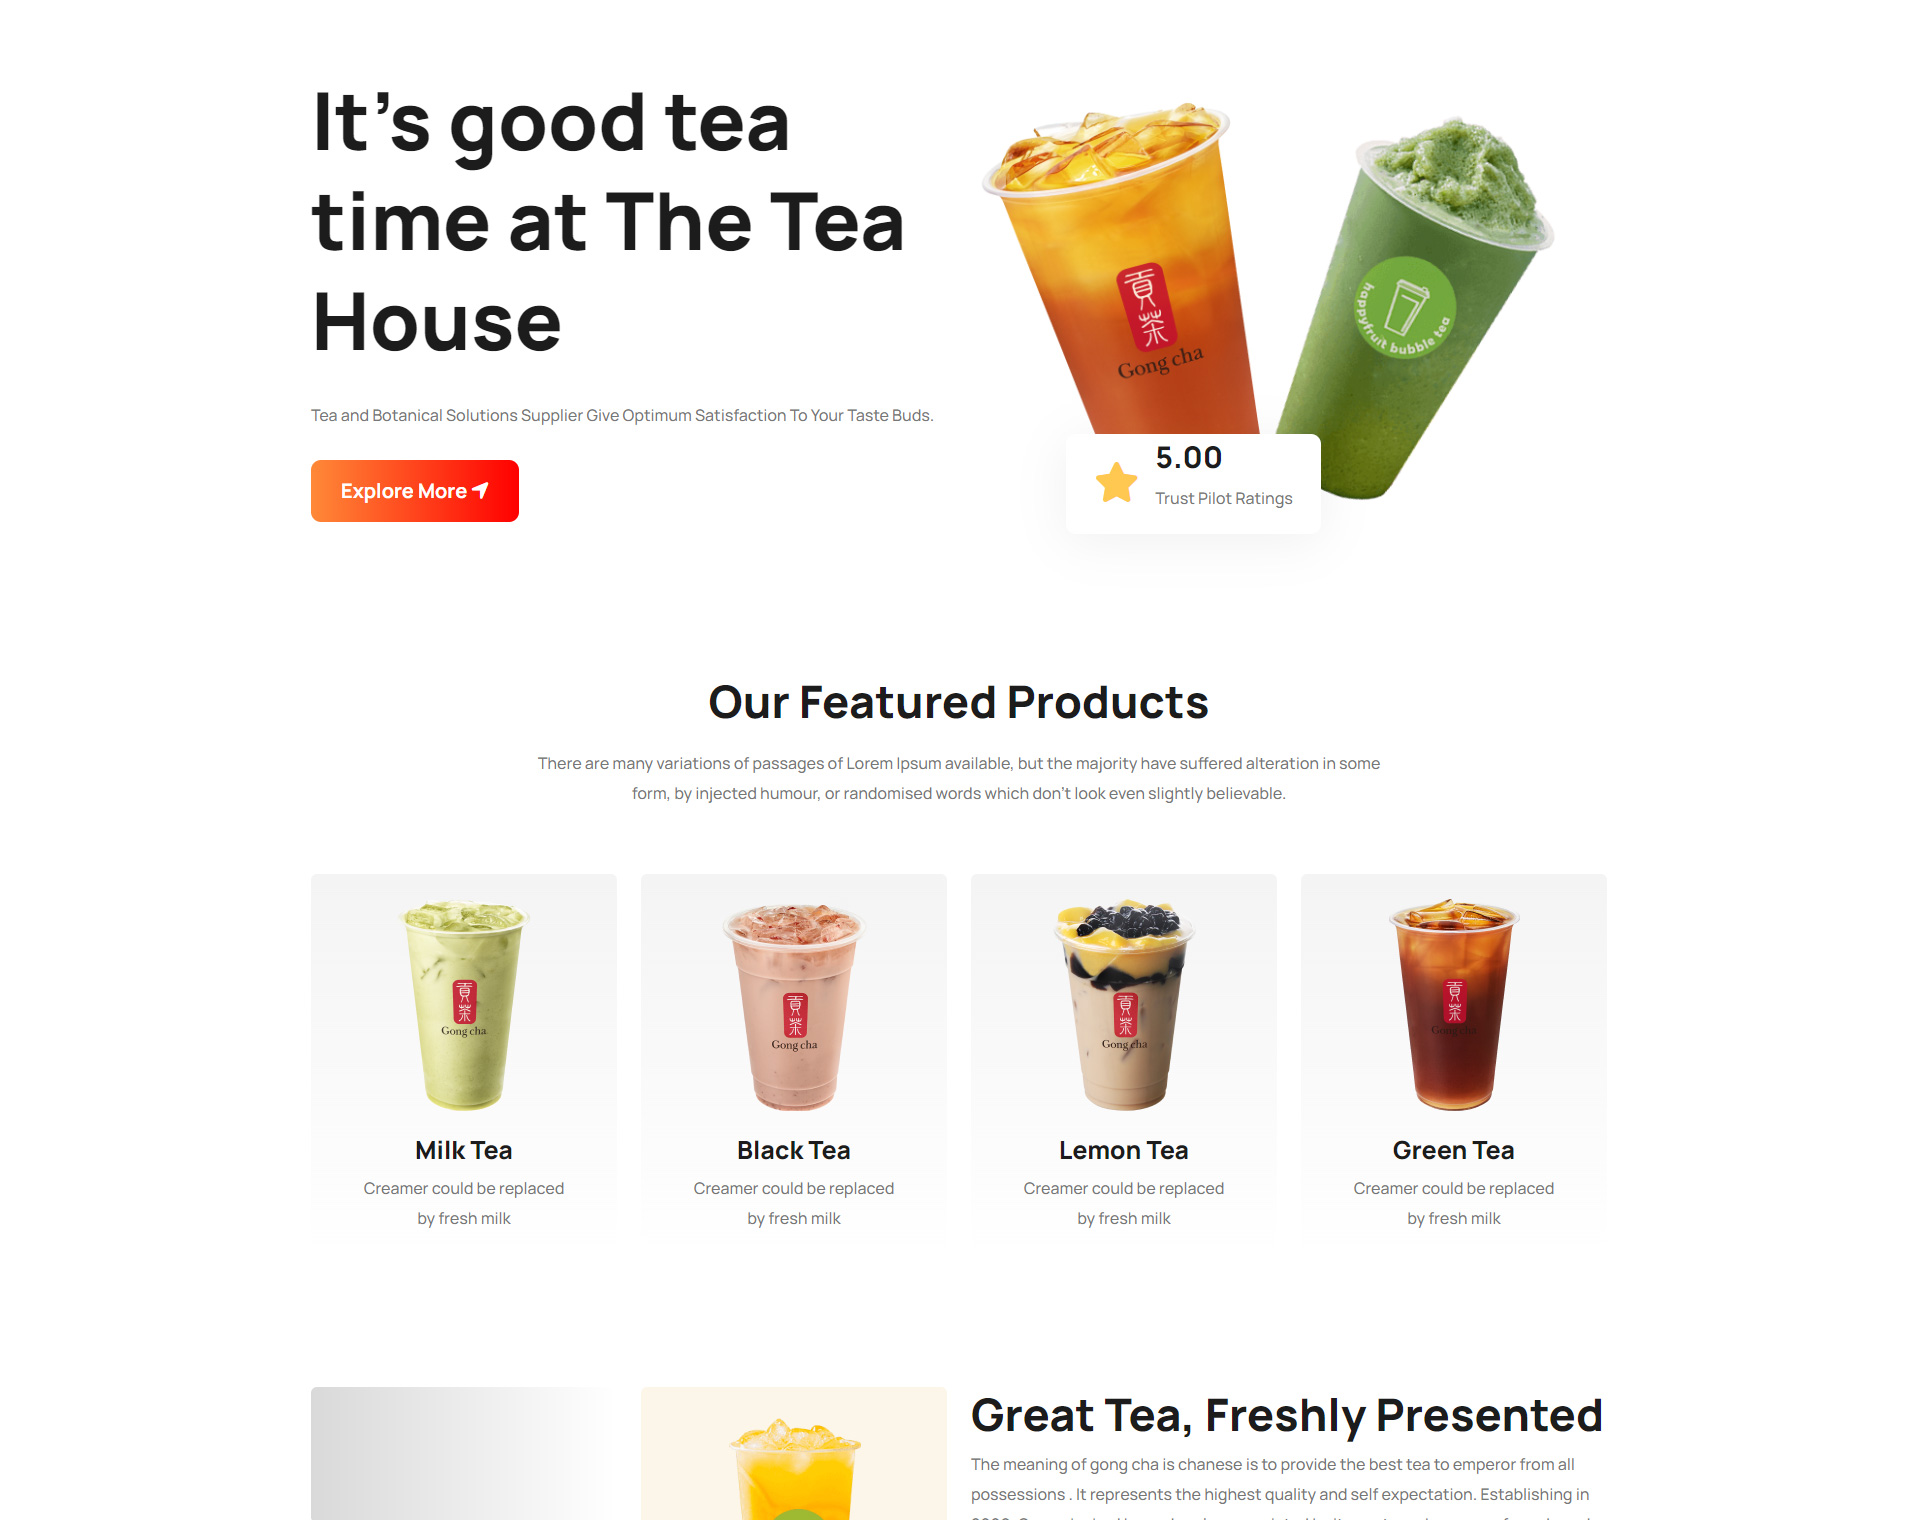 It’s good tea
time at The Tea
House
Tea and Botanical Solutions Supplier Give Optimum Satisfaction To Your Taste Buds.
Explore More
貢茶
Gong cha
happyfruit bubble tea
5.00
Trust Pilot Ratings
Our Featured Products
There are many variations of passages of Lorem Ipsum available, but the majority have suffered alteration in some
form, by injected humour, or randomised words which don’t look even slightly believable.
貢茶
Gong cha
貢茶
Gong cha
貢茶
Gong cha
貢茶
Gong cha
Milk Tea
Black Tea
Lemon Tea
Green Tea
Creamer could be replaced
by fresh milk
Creamer could be replaced
by fresh milk
Creamer could be replaced
by fresh milk
Creamer could be replaced
by fresh milk
Great Tea, Freshly Presented
The meaning of gong cha is chanese is to provide the best tea to emperor from all
possessions . It represents the highest quality and self expectation. Establishing in